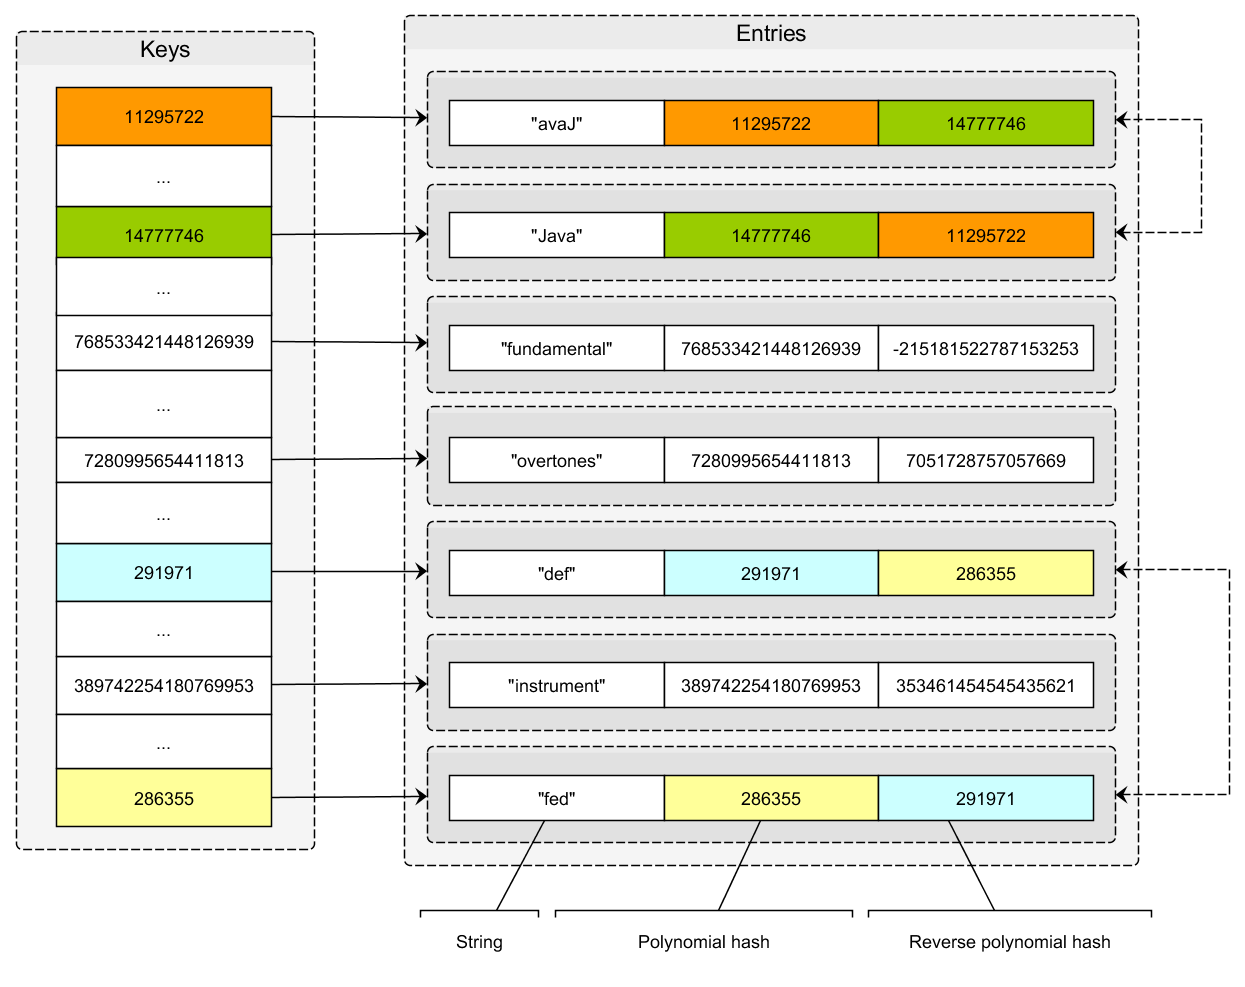 Keys
11295722
...
14777746
...
768533421448126939
...
7280995654411813
...
291971
...
389742254180769953
...
286355
Entries
"avaJ" 11295722 14777746
"Java" 14777746 11295722
"fundamental" 768533421448126939 -215181522787153253
"overtones" 7280995654411813 7051728757057669
"def" 291971 286355
"instrument" 389742254180769953 353461454545435621
"fed" 286355 291971
String Polynomial hash Reverse polynomial hash